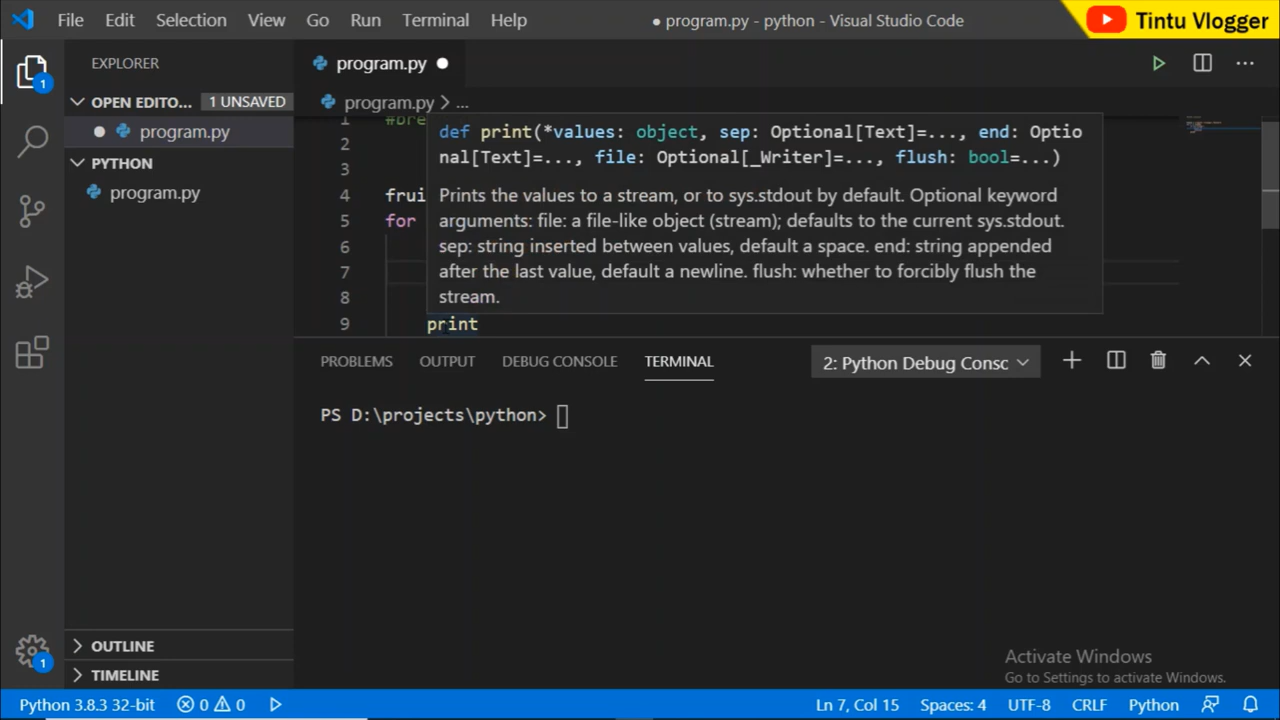 File Edit Selection View Go Run Terminal Help
● program.py - python - Visual Studio Code
Tintu Vlogger
EXPLORER
OPEN EDITO... 1 UNSAVED
program.py
PYTHON
program.py
OUTLINE
TIMELINE
1
1
program.py
program.py > ...
1 #bre
2
3
4 frui
5 for
6
7
8
9 print
def print(*values: object, sep: Optional[Text]=..., end: Optio
nal[Text]=..., file: Optional[_Writer]=..., flush: bool=...)
Prints the values to a stream, or to sys.stdout by default. Optional keyword
arguments: file: a file-like object (stream); defaults to the current sys.stdout.
sep: string inserted between values, default a space. end: string appended
after the last value, default a newline. flush: whether to forcibly flush the
stream.
PROBLEMS OUTPUT DEBUG CONSOLE TERMINAL 2: Python Debug Consc
PS D:\projects\python>
Activate Windows
Go to Settings to activate Windows.
Python 3.8.3 32-bit 0 0 Ln 7, Col 15 Spaces: 4 UTF-8 CRLF Python